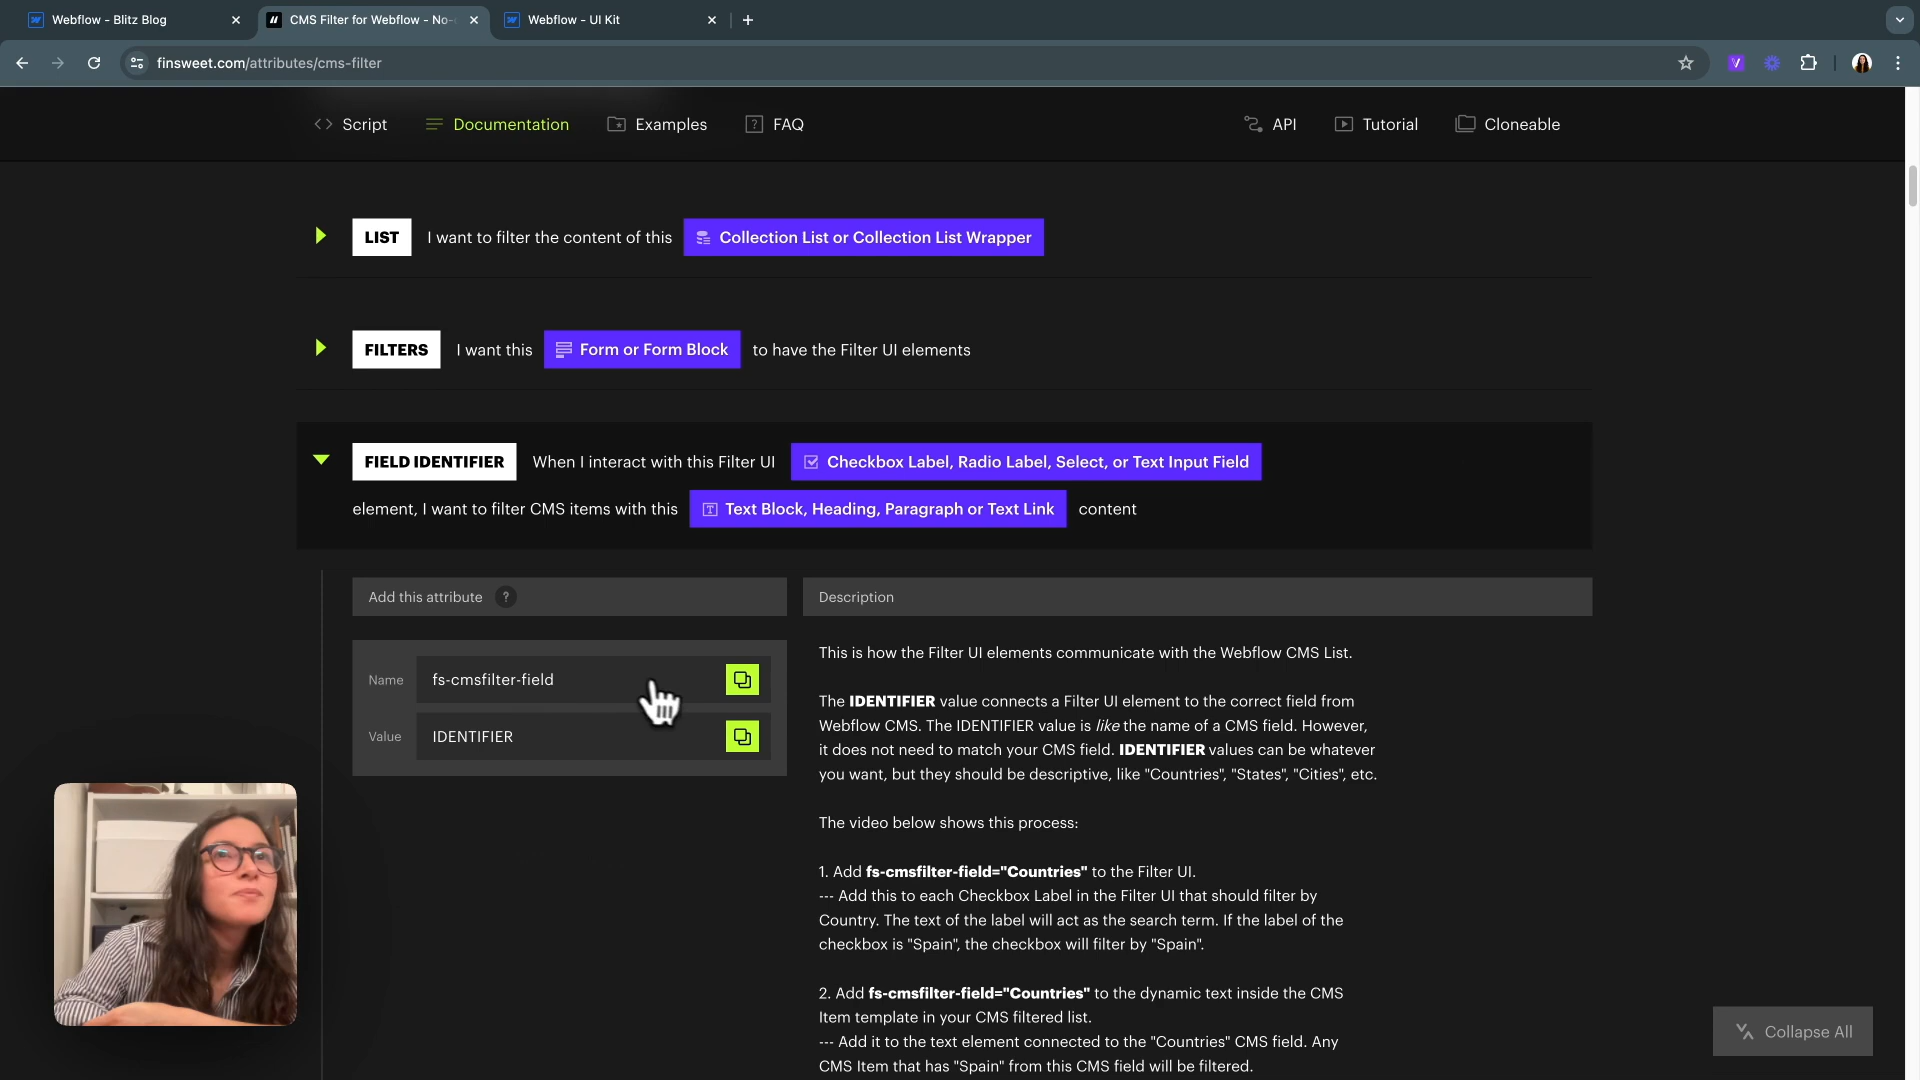 Webflow - Blitz Blog
CMS Filter for Webflow - No-c
Webflow - UI Kit
finsweet.com/attributes/cms-filter
V
Script
Documentation
Examples
? FAQ
API
Tutorial
Cloneable
LIST I want to filter the content of this Collection List or Collection List Wrapper
FILTERS I want this Form or Form Block to have the Filter UI elements
FIELD IDENTIFIER When I interact with this Filter UI Checkbox Label, Radio Label, Select, or Text Input Field
element, I want to filter CMS items with this Text Block, Heading, Paragraph or Text Link content
Add this attribute ?
Description
Name fs-cmsfilter-field
Value IDENTIFIER
This is how the Filter UI elements communicate with the Webflow CMS List.
The IDENTIFIER value connects a Filter UI element to the correct field from
Webflow CMS. The IDENTIFIER value is like the name of a CMS field. However,
it does not need to match your CMS field. IDENTIFIER values can be whatever
you want, but they should be descriptive, like "Countries", "States", "Cities", etc.
The video below shows this process:
1. Add fs-cmsfilter-field="Countries" to the Filter UI.
--- Add this to each Checkbox Label in the Filter UI that should filter by
Country. The text of the label will act as the search term. If the label of the
checkbox is "Spain", the checkbox will filter by "Spain".
2. Add fs-cmsfilter-field="Countries" to the dynamic text inside the CMS
Item template in your CMS filtered list.
--- Add it to the text element connected to the "Countries" CMS field. Any
CMS Item that has "Spain" from this CMS field will be filtered.
Collapse All